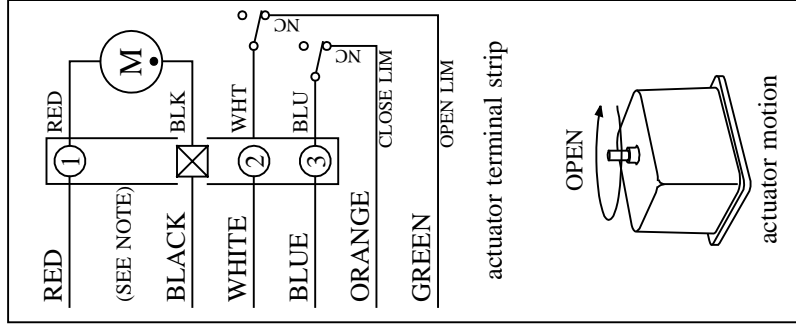 RED
1
RED
M
(SEE NOTE)
BLACK
BLK
WHITE
2
WHT
NC
BLUE
3
BLU
NC
ORANGE
CLOSE LIM
GREEN
OPEN LIM
actuator terminal strip
OPEN
actuator motion